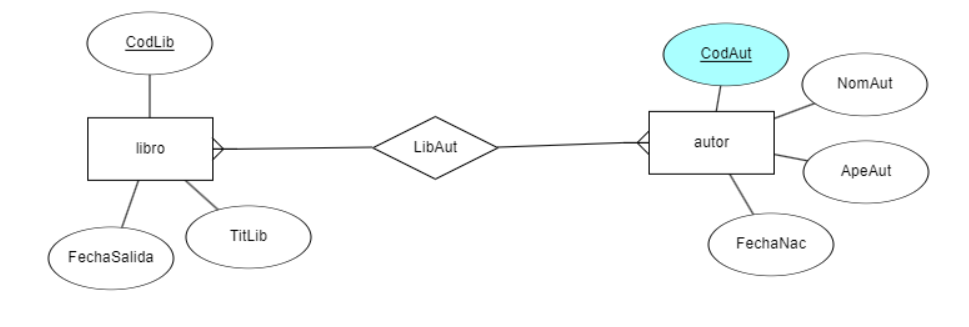 CodLib
CodAut
NomAut
libro
LibAut
autor
ApeAut
TitLib
FechaSalida
FechaNac